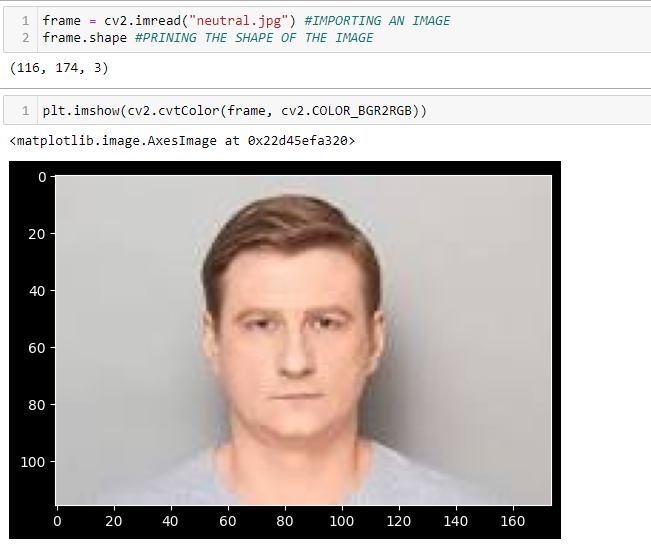 1 frame = cv2.imread("neutral.jpg") #IMPORTING AN IMAGE
2 frame.shape #PRINING THE SHAPE OF THE IMAGE
(116, 174, 3)
1 plt.imshow(cv2.cvtColor(frame, cv2.COLOR_BGR2RGB))
<matplotlib.image.AxesImage at 0x22d45efa320>
0
20
40
60
80
100
0 20 40 60 80 100 120 140 160